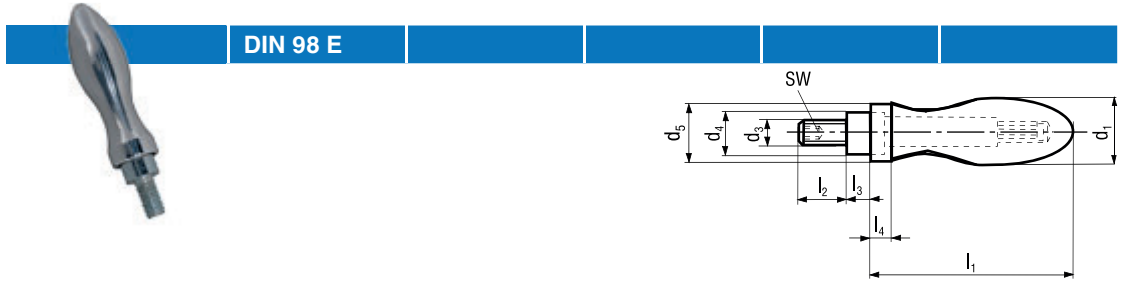 DIN 98 E
SW
d₅
d₄
d₃
d₁
l₂
l₃
l₄
l₁